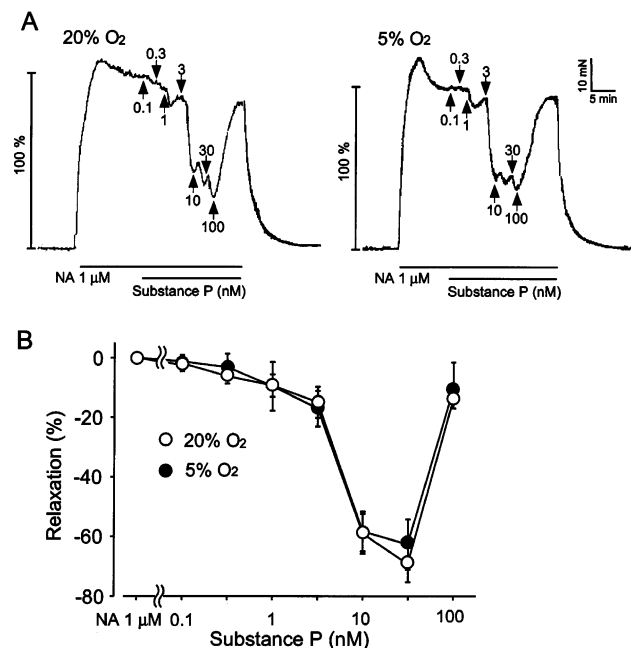 A
20% O2
0.3
3
0.1
1
30
10
100
100 %
NA 1 μM
Substance P (nM)
5% O2
0.3
3
0.1
1
30
10
100
100 %
10 mN
5 min
NA 1 μM
Substance P (nM)
B
0
-20
-40
-60
-80
Relaxation (%)
20% O2
5% O2
NA 1 μM 0.1 1 10 100
Substance P (nM)